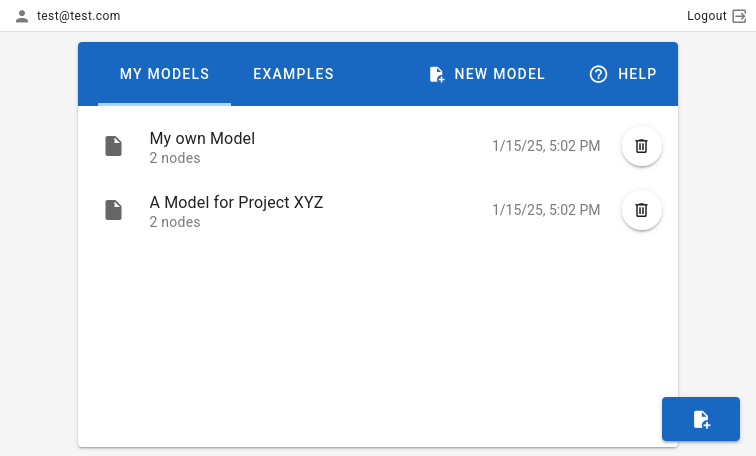 test@test.com
Logout
MY MODELS
EXAMPLES
NEW MODEL
HELP
My own Model
2 nodes
1/15/25, 5:02 PM
A Model for Project XYZ
2 nodes
1/15/25, 5:02 PM